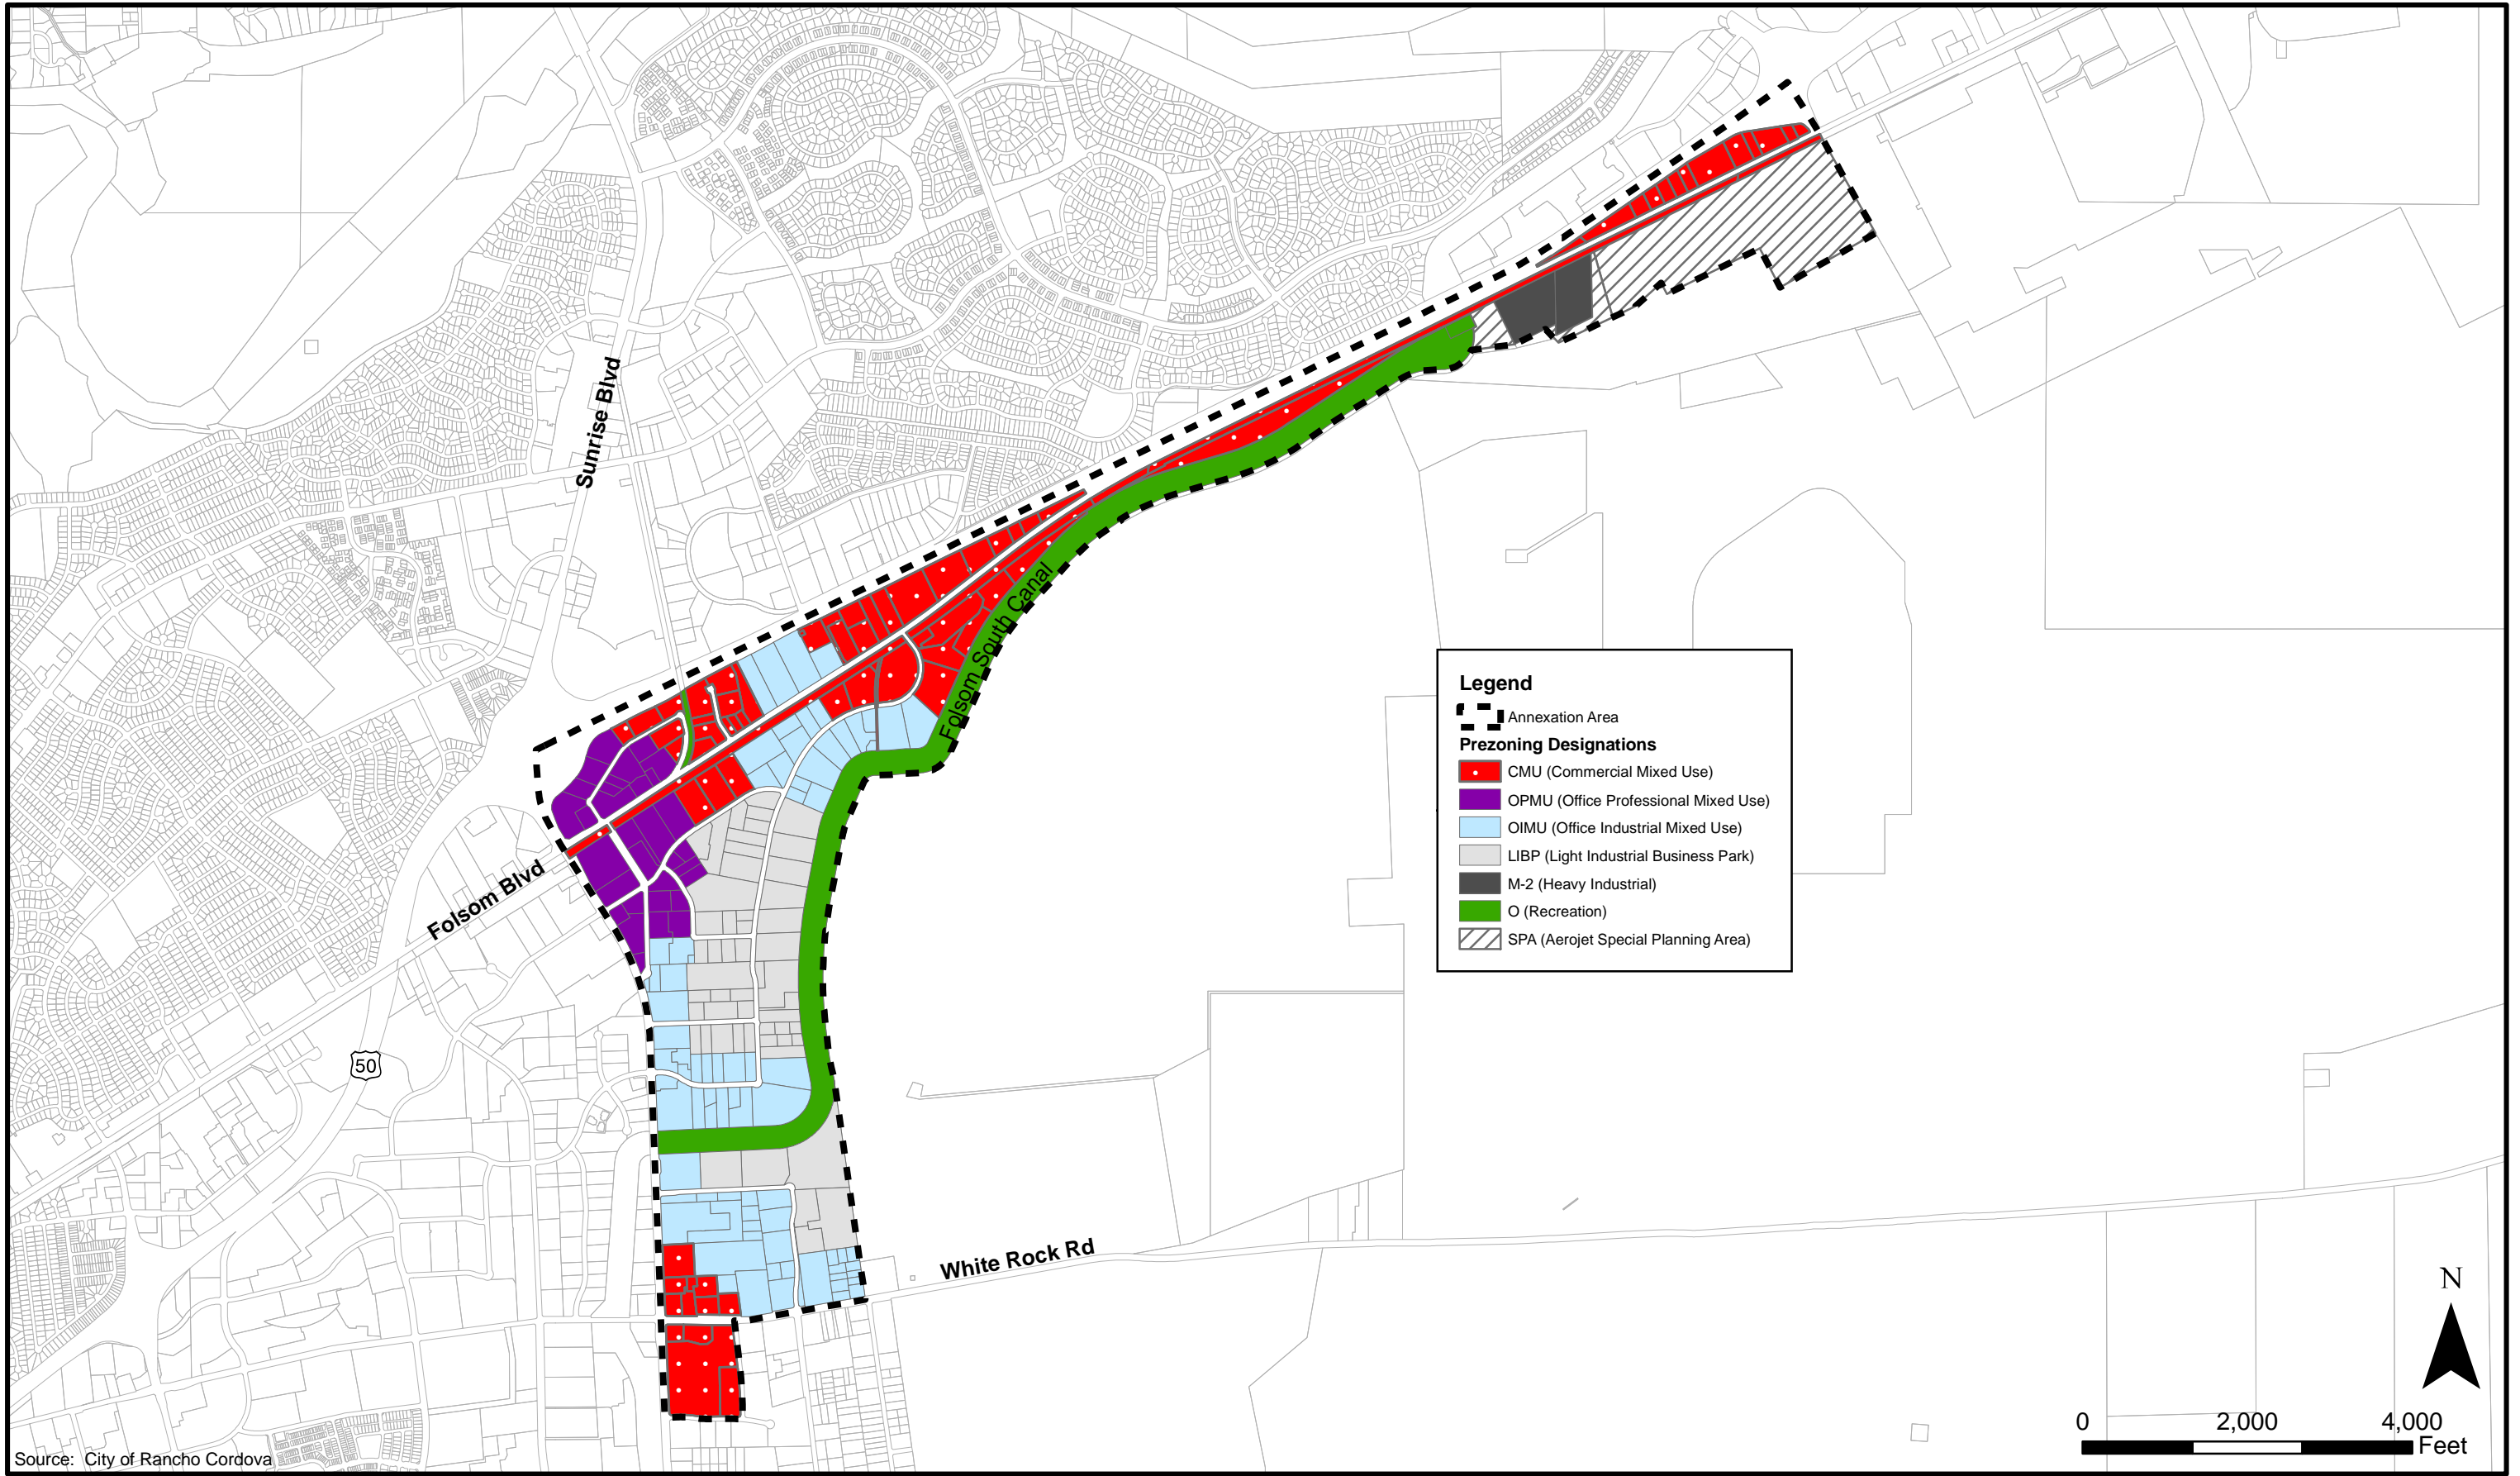 Sunrise Blvd
Folsom South Canal
Folsom Blvd
50
White Rock Rd
Legend
Annexation Area
Prezoning Designations
CMU (Commercial Mixed Use)
OPMU (Office Professional Mixed Use)
OIMU (Office Industrial Mixed Use)
LIBP (Light Industrial Business Park)
M-2 (Heavy Industrial)
O (Recreation)
SPA (Aerojet Special Planning Area)
N
0 2,000 4,000
Feet
Source: City of Rancho Cordova